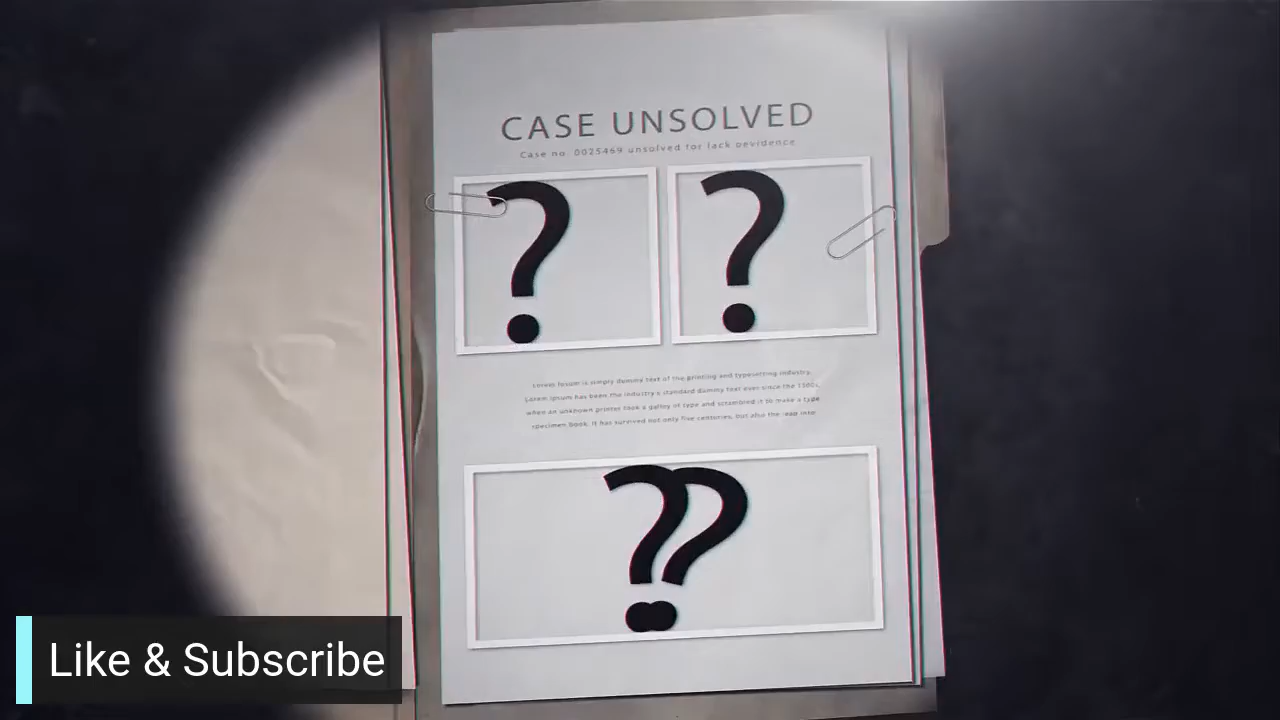 CASE UNSOLVED
Case no. 0025469 unsolved for lack oevidence
?
?
Lorem Ipsum is simply dummy text of the printing and typesetting industry.
Lorem Ipsum has been the industry's standard dummy text ever since the 1500s,
when an unknown printer took a galley of type and scrambled it to make a type
specimen book. It has survived not only five centuries, but also the leap into
??
Like & Subscribe